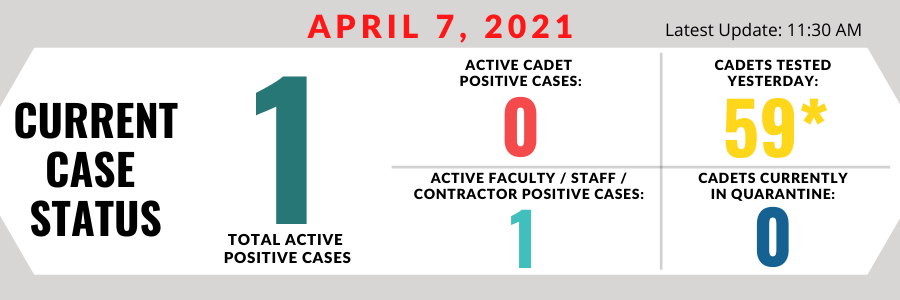 APRIL 7, 2021
Latest Update: 11:30 AM
CURRENT
CASE
STATUS
1
TOTAL ACTIVE
POSITIVE CASES
ACTIVE CADET
POSITIVE CASES:
0
CADETS TESTED
YESTERDAY:
59*
ACTIVE FACULTY / STAFF /
CONTRACTOR POSITIVE CASES:
1
CADETS CURRENTLY
IN QUARANTINE:
0